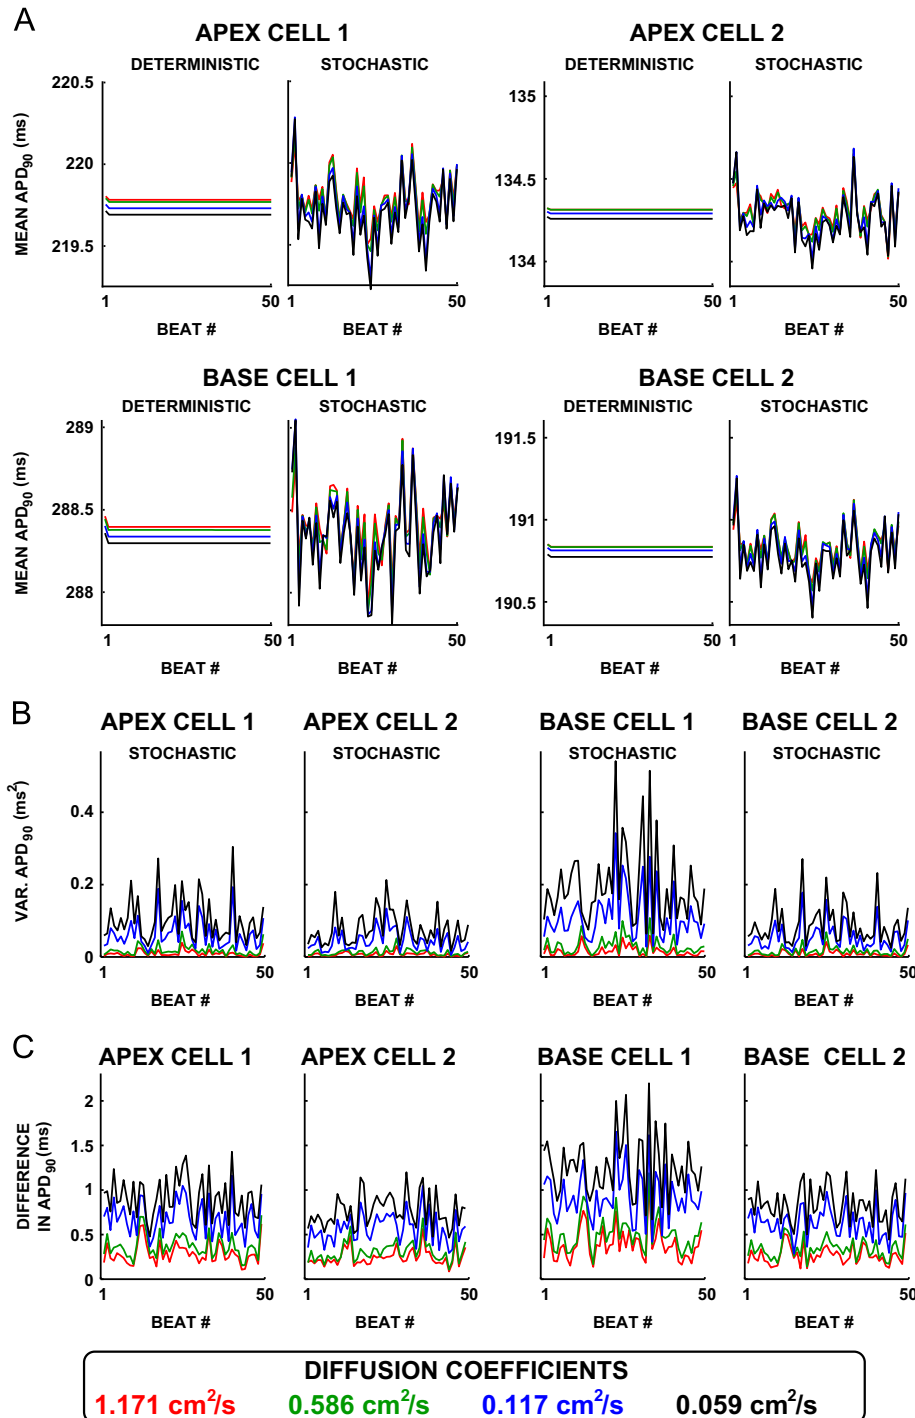 A
APEX CELL 1
APEX CELL 2
DETERMINISTIC STOCHASTIC DETERMINISTIC STOCHASTIC
MEAN APD90 (ms)
220.5
220
219.5
135
134.5
134
1 50 1 50 1 50 1 50
BEAT # BEAT # BEAT # BEAT #
BASE CELL 1
BASE CELL 2
DETERMINISTIC STOCHASTIC DETERMINISTIC STOCHASTIC
MEAN APD90 (ms)
289
288.5
288
191.5
191
190.5
1 50 1 50 1 50 1 50
BEAT # BEAT # BEAT # BEAT #
B
APEX CELL 1 APEX CELL 2 BASE CELL 1 BASE CELL 2
STOCHASTIC STOCHASTIC STOCHASTIC STOCHASTIC
VAR. APD90 (ms2)
0.4
0.2
0
1 50 1 50 1 50 1 50
BEAT # BEAT # BEAT # BEAT #
C
APEX CELL 1 APEX CELL 2 BASE CELL 1 BASE CELL 2
DIFFERENCE
IN APD90(ms)
2
1.5
1
0.5
0
1 50 1 50 1 50 1 50
BEAT # BEAT # BEAT # BEAT #
DIFFUSION COEFFICIENTS
1.171 cm2/s 0.586 cm2/s 0.117 cm2/s 0.059 cm2/s